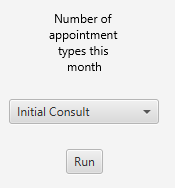 Number of
appointment
types this
month
Initial Consult
Run